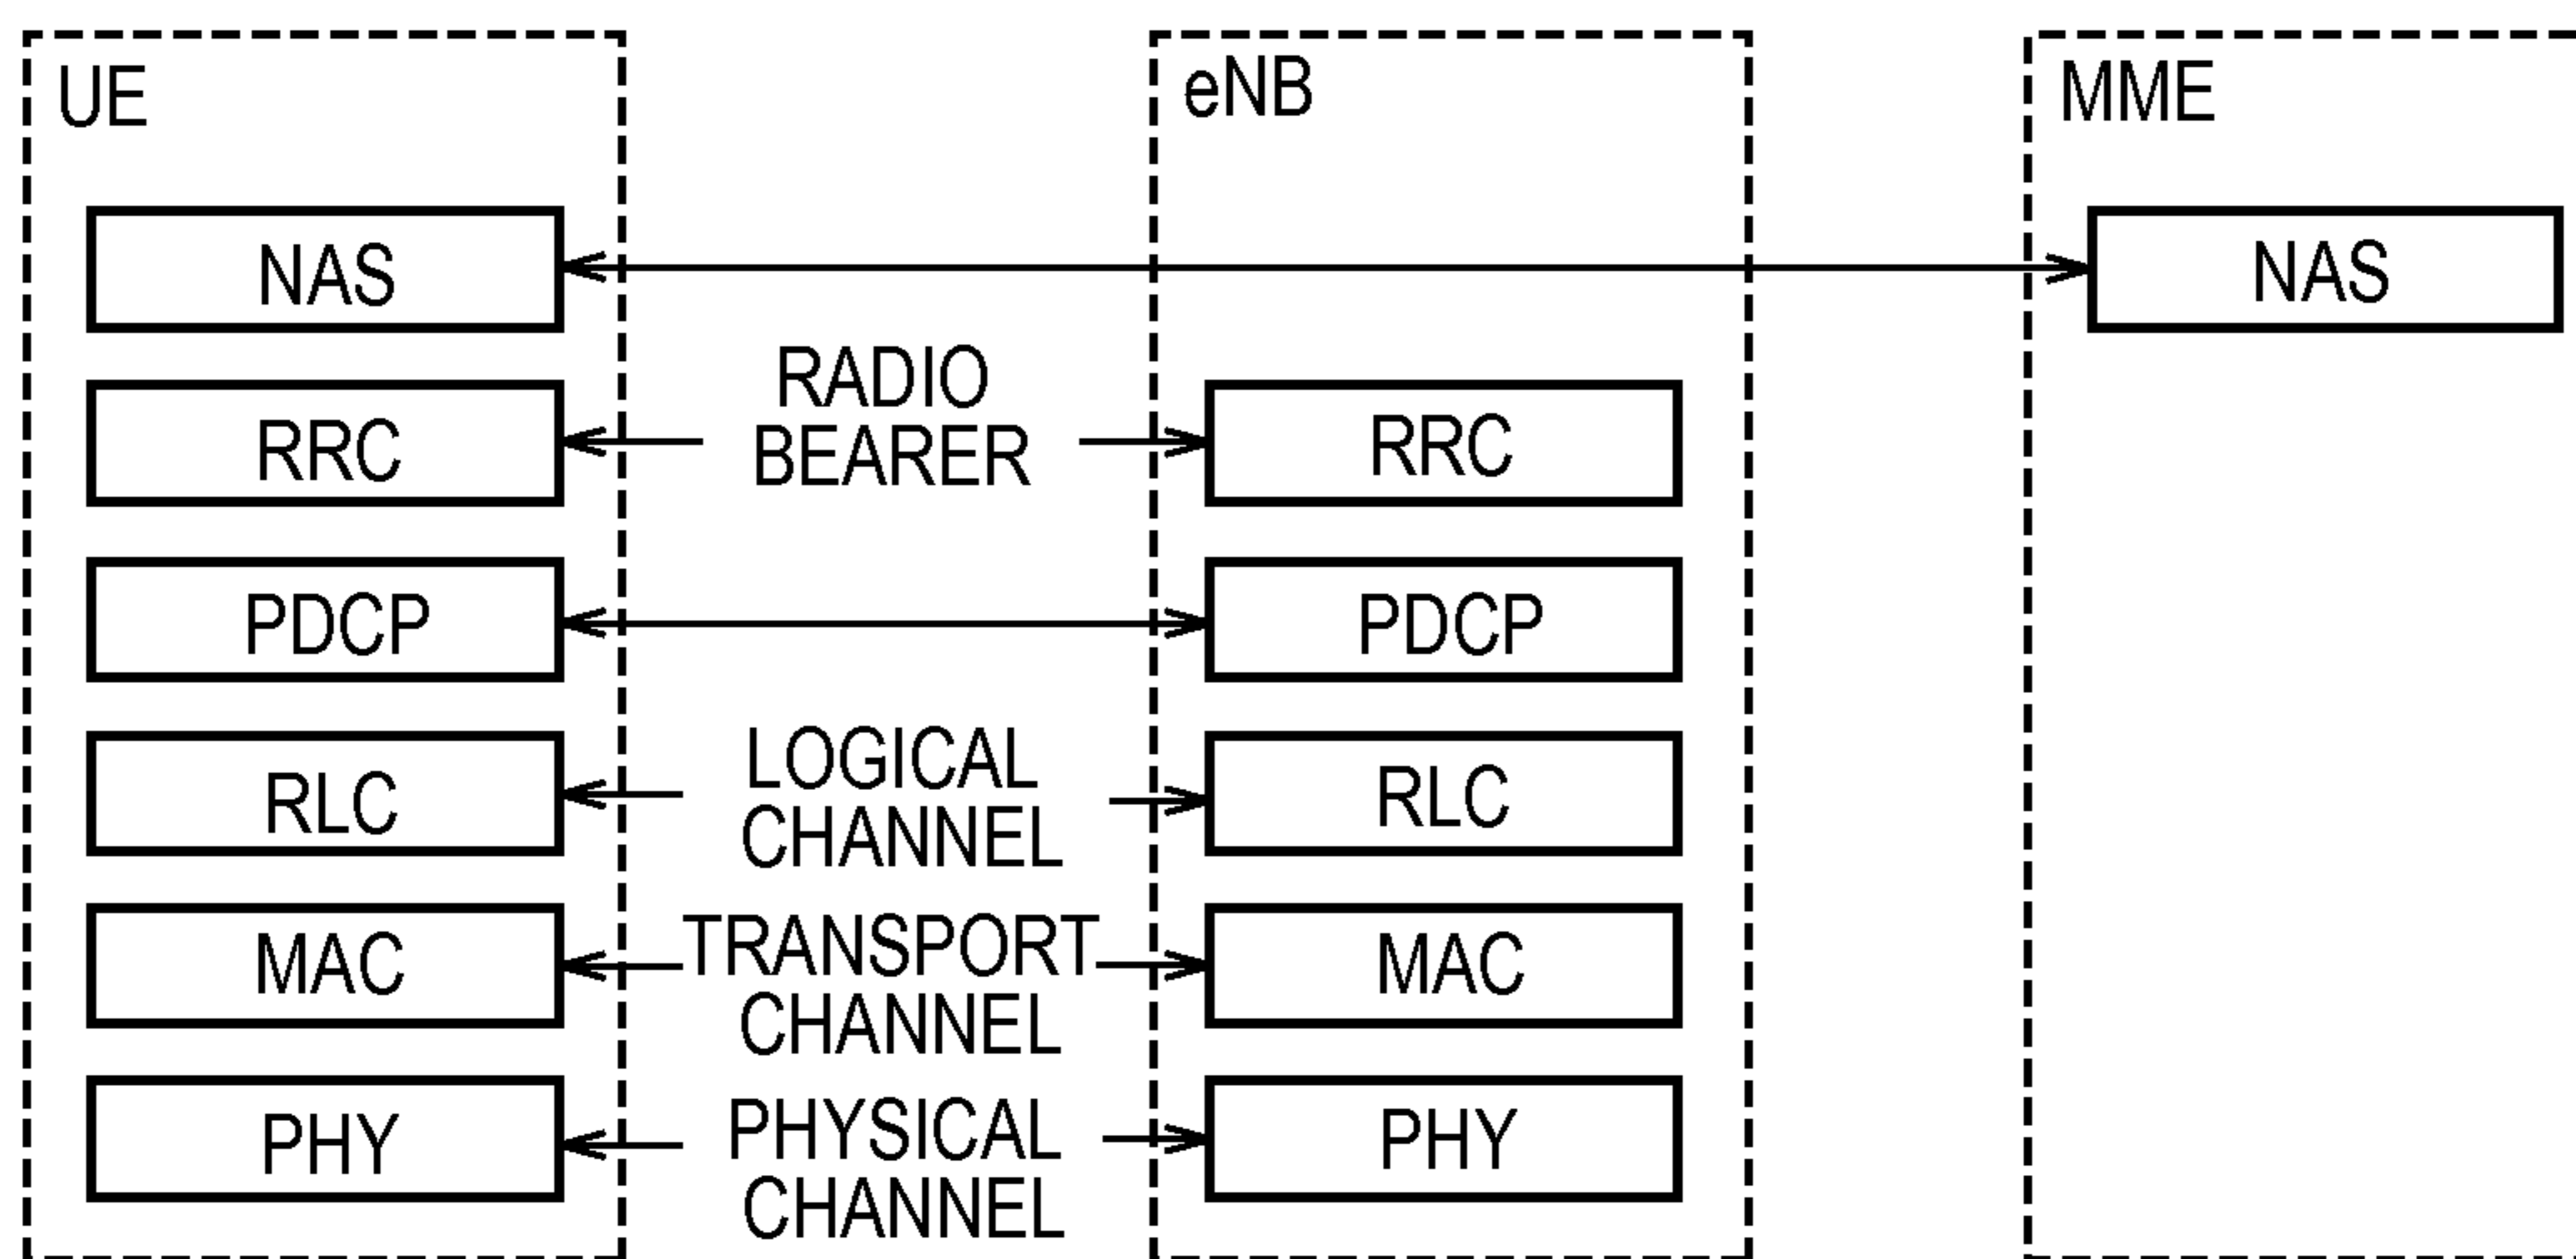 UE
eNB
MME
NAS
NAS
RADIO
BEARER
RRC
RRC
PDCP
PDCP
LOGICAL
CHANNEL
RLC
RLC
TRANSPORT
CHANNEL
MAC
MAC
PHYSICAL
CHANNEL
PHY
PHY